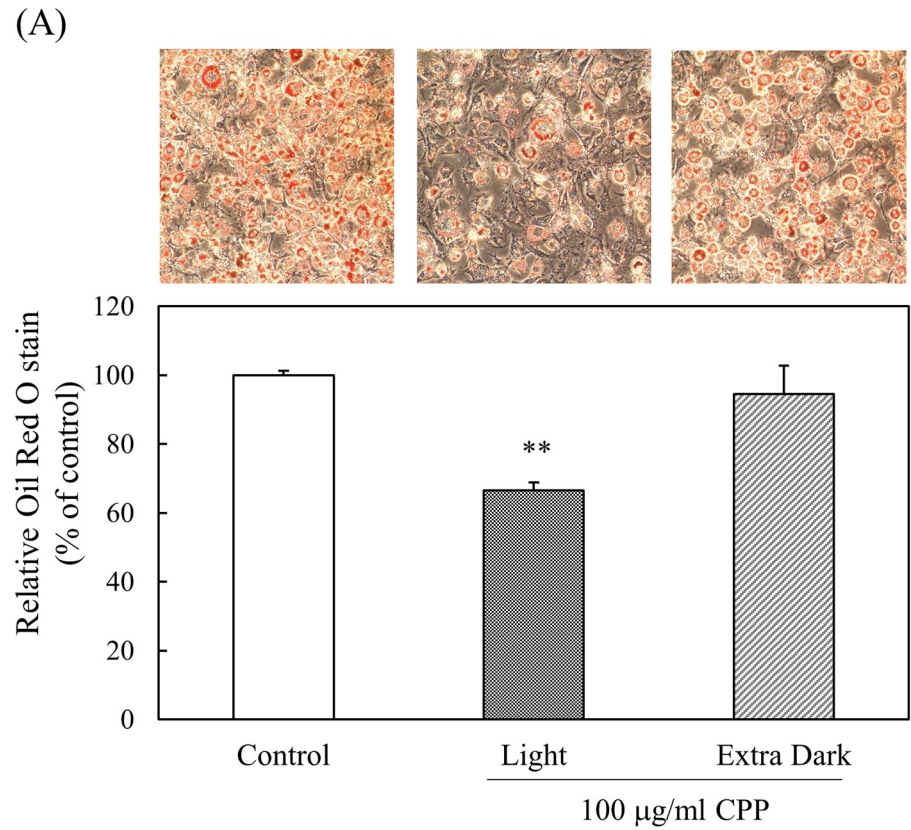 (A)
Relative Oil Red O stain
(% of control)
120
100
80
60
40
20
0
**
Control
Light
Extra Dark
100 μg/ml CPP